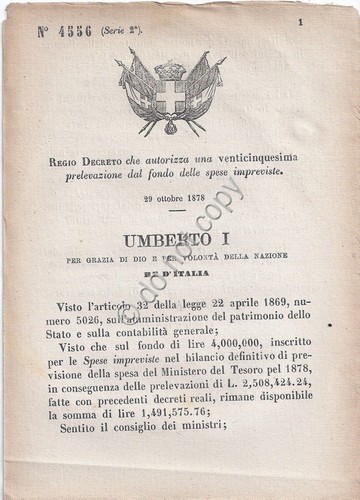 1
N° 4556 (Serie 2ª).
REGIO DECRETO che autorizza una venticinquesima
prelevazione dal fondo delle spese impreviste.
29 ottobre 1878
UMBERTO I
PER GRAZIA DI DIO E PER VOLONTÀ DELLA NAZIONE
RE D'ITALIA
Visto l'articolo 32 della legge 22 aprile 1869, nu-
mero 5026, sull'amministrazione del patrimonio dello
Stato e sulla contabilità generale;
Visto che sul fondo di lire 4,000,000, inscritto
per le Spese impreviste nel bilancio definitivo di pre-
visione della spesa del Ministero del Tesoro pel 1878,
in conseguenza delle prelevazioni di L. 2,508,424.24,
fatte con precedenti decreti reali, rimane disponibile
la somma di lire 1,491,575.76;
Sentito il consiglio dei ministri;
do not copy